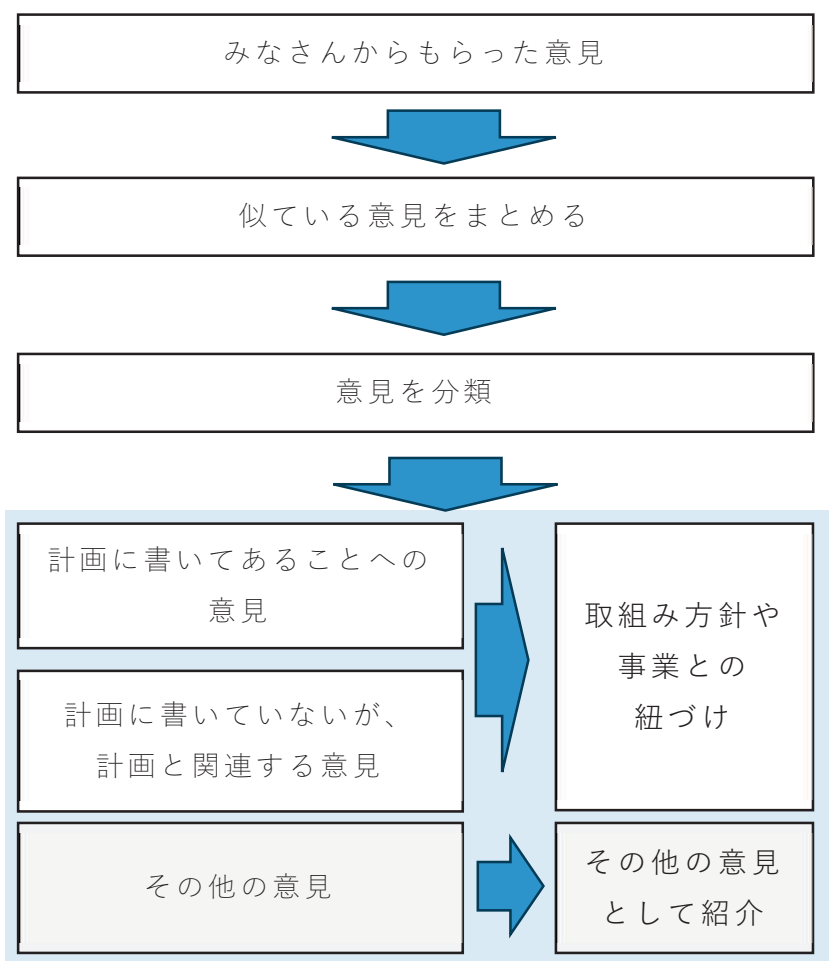 みなさんからもらった意見
似ている意見をまとめる
意見を分類
計画に書いてあることへの
意見
計画に書いていないが、
計画と関連する意見
取組み方針や
事業との
紐づけ
その他の意見
その他の意見
として紹介